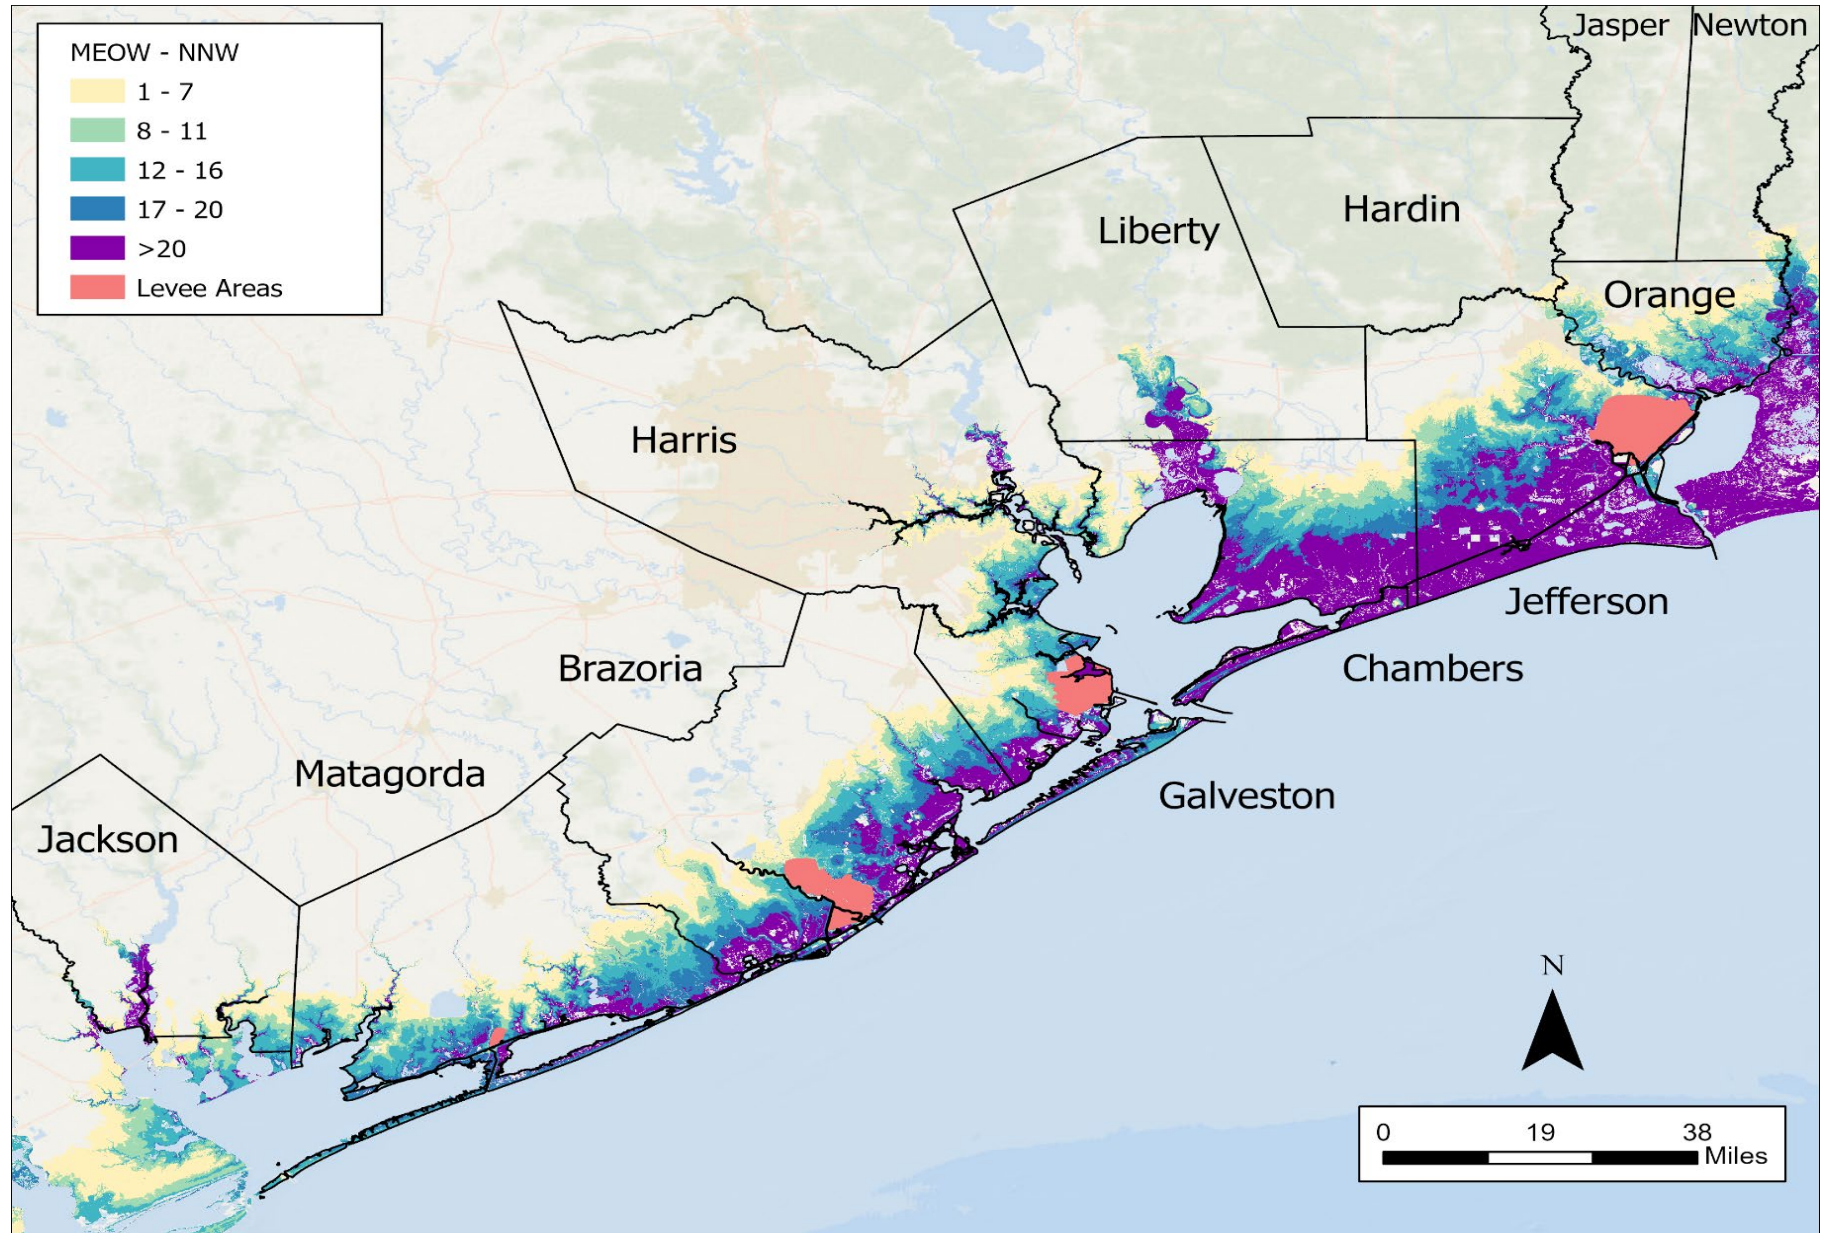 MEOW - NNW
1 - 7
8 - 11
12 - 16
17 - 20
>20
Levee Areas
Jasper Newton
Liberty
Hardin
Orange
Harris
Jefferson
Brazoria
Chambers
Matagorda
Galveston
Jackson
N
0 19 38
Miles